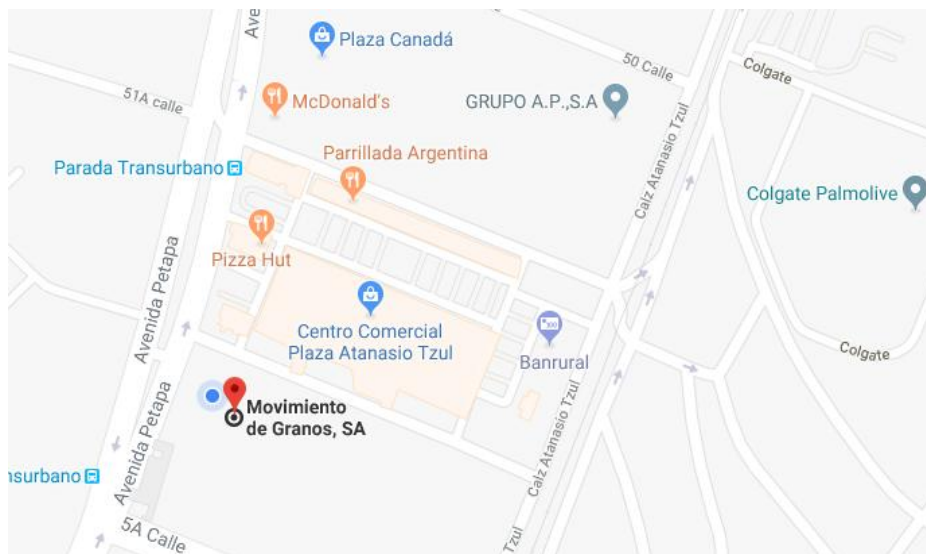 Ave
Plaza Canadá
50 Calle
Colgate
51A calle
McDonald's
GRUPO A.P.,S.A
Calz Atanasio Tzul
Parrillada Argentina
Parada Transurbano
Colgate Palmolive
Pizza Hut
Avenida Petapa
Centro Comercial
Plaza Atanasio Tzul
Banrural
Colgate
Movimiento
de Granos, SA
Avenida Petapa
Calz Atanasio Tzul
nsurbano
5A Calle
Tzul